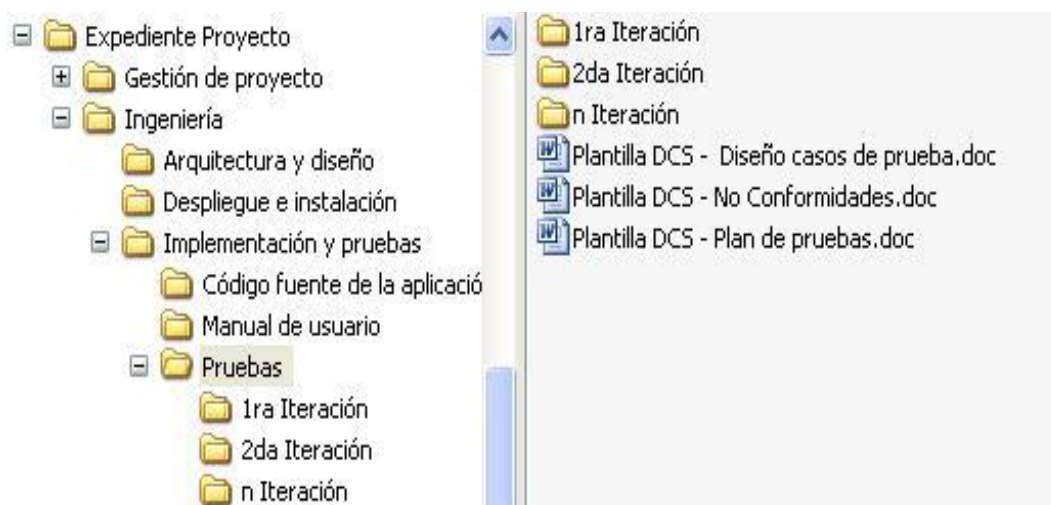 Expediente Proyecto
Gestión de proyecto
Ingeniería
Arquitectura y diseño
Despliegue e instalación
Implementación y pruebas
Código fuente de la aplicació
Manual de usuario
Pruebas
1ra Iteración
2da Iteración
n Iteración
1ra Iteración
2da Iteración
n Iteración
Plantilla DCS - Diseño casos de prueba.doc
Plantilla DCS - No Conformidades.doc
Plantilla DCS - Plan de pruebas.doc